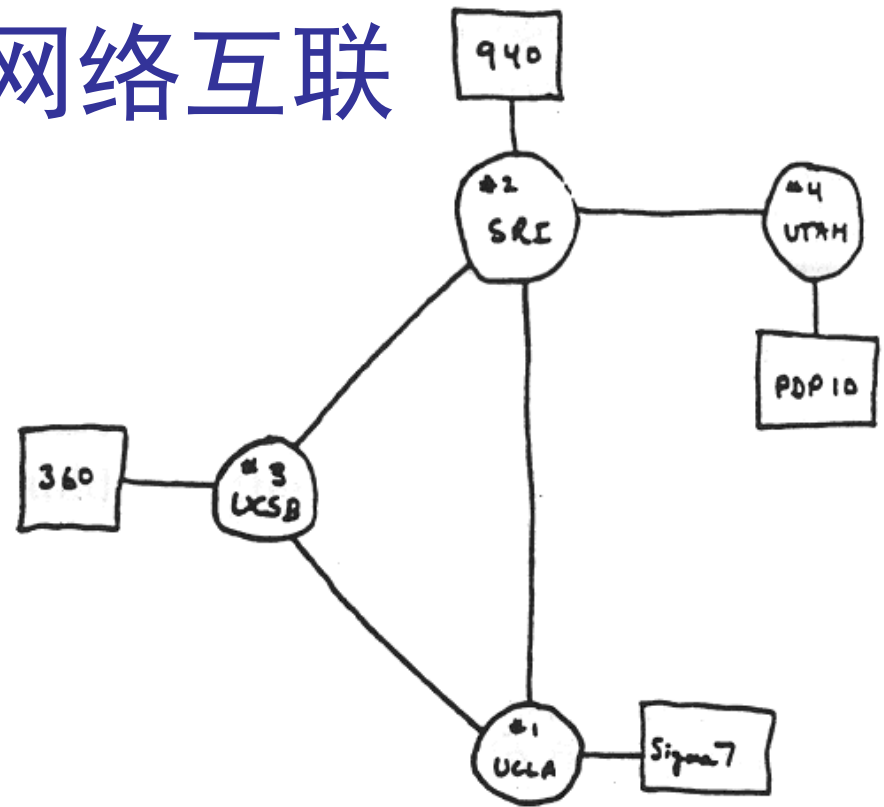 网络互联
940
#2
SRI
#4
UTAH
PDP 10
360
#3
UCSB
#1
UCLA
Sigma 7